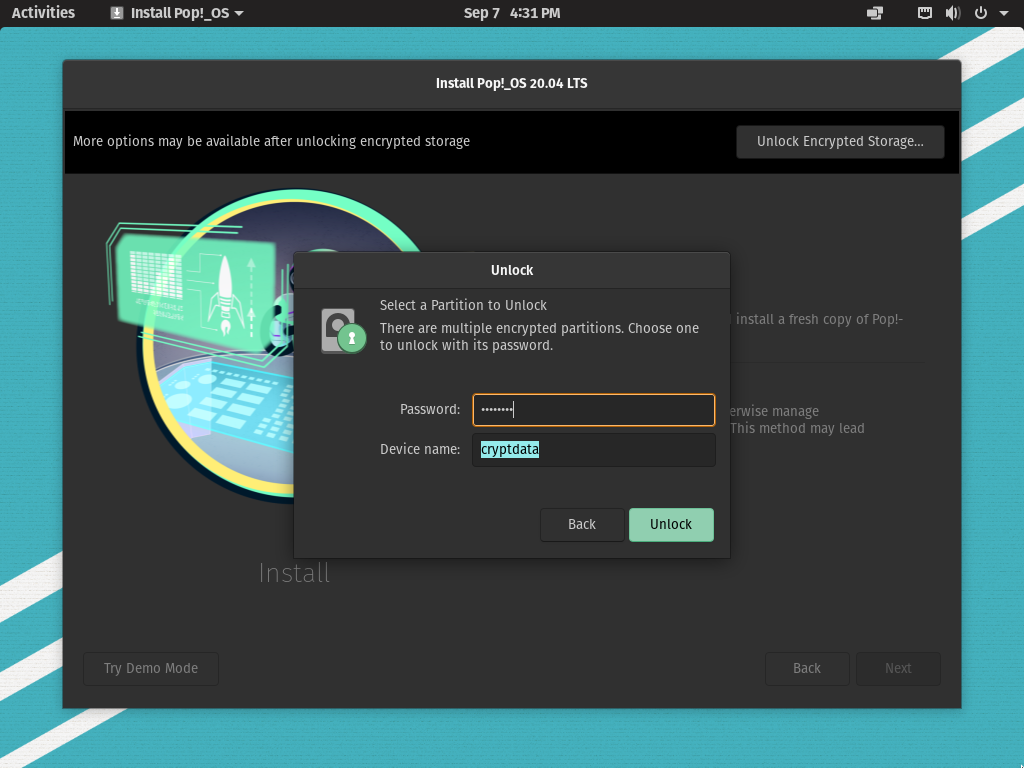 Activities
Install Pop!_OS
Sep 7 4:31 PM
Install Pop!_OS 20.04 LTS
More options may be available after unlocking encrypted storage
Unlock Encrypted Storage...
Unlock
Select a Partition to Unlock
There are multiple encrypted partitions. Choose one
to unlock with its password.
install a fresh copy of Pop!-
Password: ••••••••
erwise manage
This method may lead
Device name: cryptdata
Back
Unlock
Install
Try Demo Mode
Back
Next